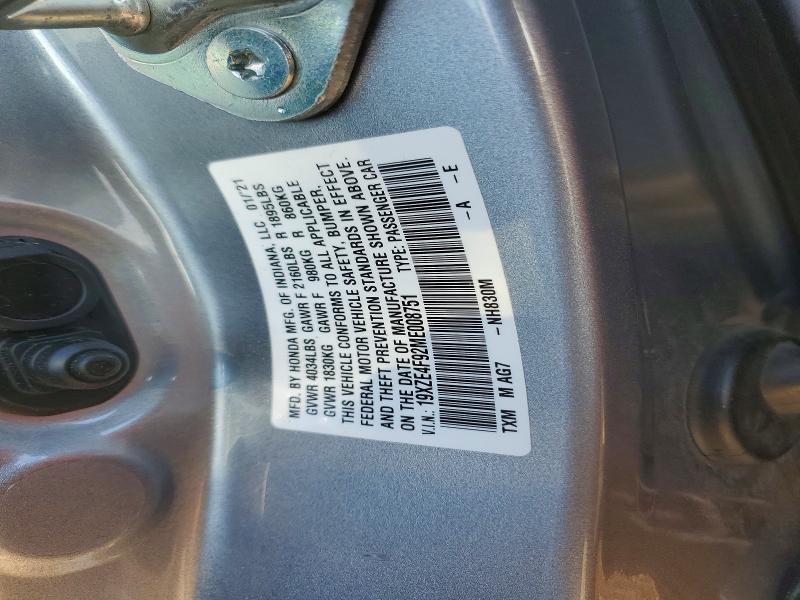 MFD. BY HONDA MFG. OF INDIANA, LLC 01/21
GVWR 4034LBS GAWR F 2160LBS R 1895LBS
GVWR 1830KG GAWR F 980KG R 860KG
THIS VEHICLE CONFORMS TO ALL APPLICABLE
FEDERAL MOTOR VEHICLE SAFETY, BUMPER,
AND THEFT PREVENTION STANDARDS IN EFFECT
ON THE DATE OF MANUFACTURE SHOWN ABOVE.
V.I.N.: 19XZE4F92ME008751 TYPE: PASSENGER CAR
TXM M AG7 -NH830M -A -E